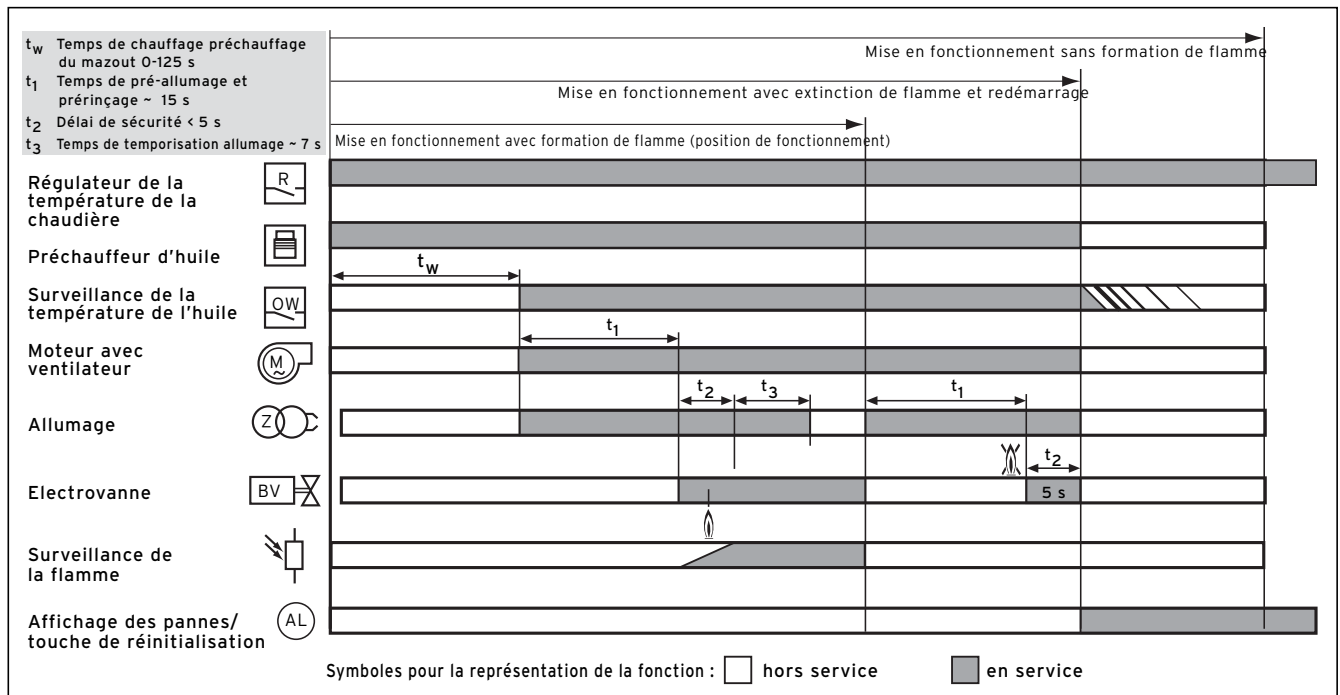 tw Temps de chauffage préchauffage
du mazout 0-125 s
t1 Temps de pré-allumage et
prérinçage ~ 15 s
t2 Délai de sécurité < 5 s
t3 Temps de temporisation allumage ~ 7 s
Mise en fonctionnement sans formation de flamme
Mise en fonctionnement avec extinction de flamme et redémarrage
Mise en fonctionnement avec formation de flamme (position de fonctionnement)
Régulateur de la
température de la
chaudière
R
Préchauffeur d'huile
tw
Surveillance de la
température de l'huile
OW
t1
Moteur avec
ventilateur
M
~
t2
t3
t1
Allumage
Z
t2
Electrovanne
BV
5 s
Surveillance de
la flamme
Affichage des pannes/
touche de réinitialisation
AL
Symboles pour la représentation de la fonction : hors service en service